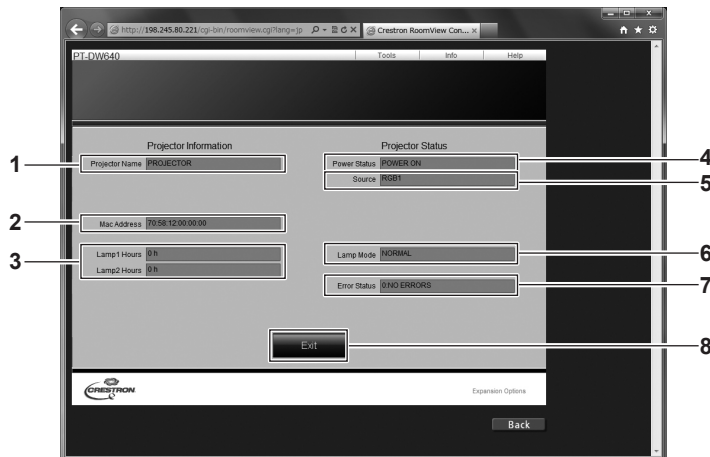 http://198.245.80.221/cgi-bin/roomview.cgi?lang=jp
Crestron RoomView Con...
PT-DW640
Tools Info Help
Projector Information
Projector Status
1
Projector Name PROJECTOR
Power Status POWER ON
4
Source RGB1
5
2
Mac Address 70:58:12:00:00:00
3
Lamp1 Hours 0 h
Lamp2 Hours 0 h
Lamp Mode NORMAL
6
Error Status 0:NO ERRORS
7
Exit
8
CRESTRON
Expansion Options
Back